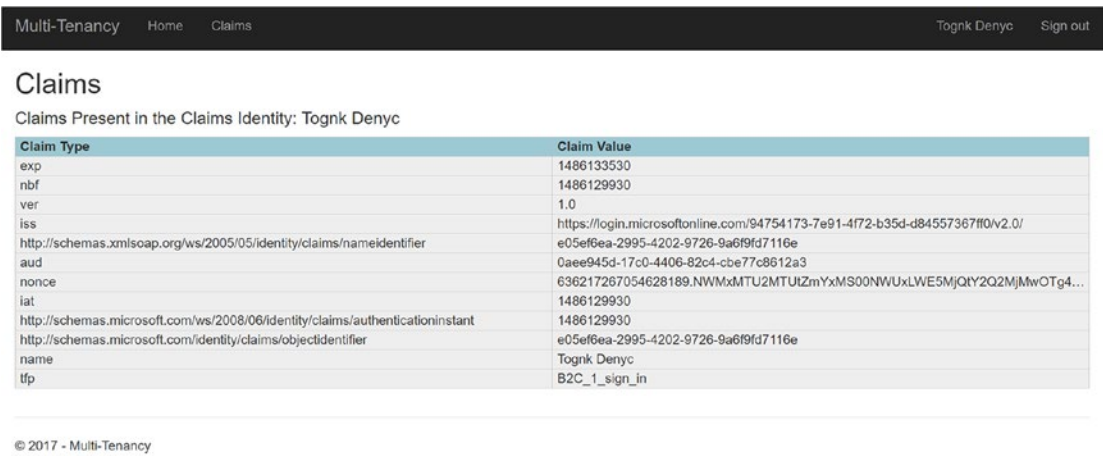 Multi-Tenancy Home Claims Tognk Denyc Sign out
Claims
Claims Present in the Claims Identity: Tognk Denyc
Claim Type Claim Value
exp 1486133530
nbf 1486129930
ver 1.0
iss https://login.microsoftonline.com/94754173-7e91-4f72-b35d-d84557367ff0/v2.0/
http://schemas.xmlsoap.org/ws/2005/05/identity/claims/nameidentifier e05ef6ea-2995-4202-9726-9a6f9fd7116e
aud 0aee945d-17c0-4406-82c4-cbe77c8612a3
nonce 636217267054628189.NWMxMTU2MTUtZmYxMS00NWUxLWE5MjQtY2Q2MjMwOTg4...
iat 1486129930
http://schemas.microsoft.com/ws/2008/06/identity/claims/authenticationinstant 1486129930
http://schemas.microsoft.com/identity/claims/objectidentifier e05ef6ea-2995-4202-9726-9a6f9fd7116e
name Tognk Denyc
tfp B2C_1_sign_in
© 2017 - Multi-Tenancy